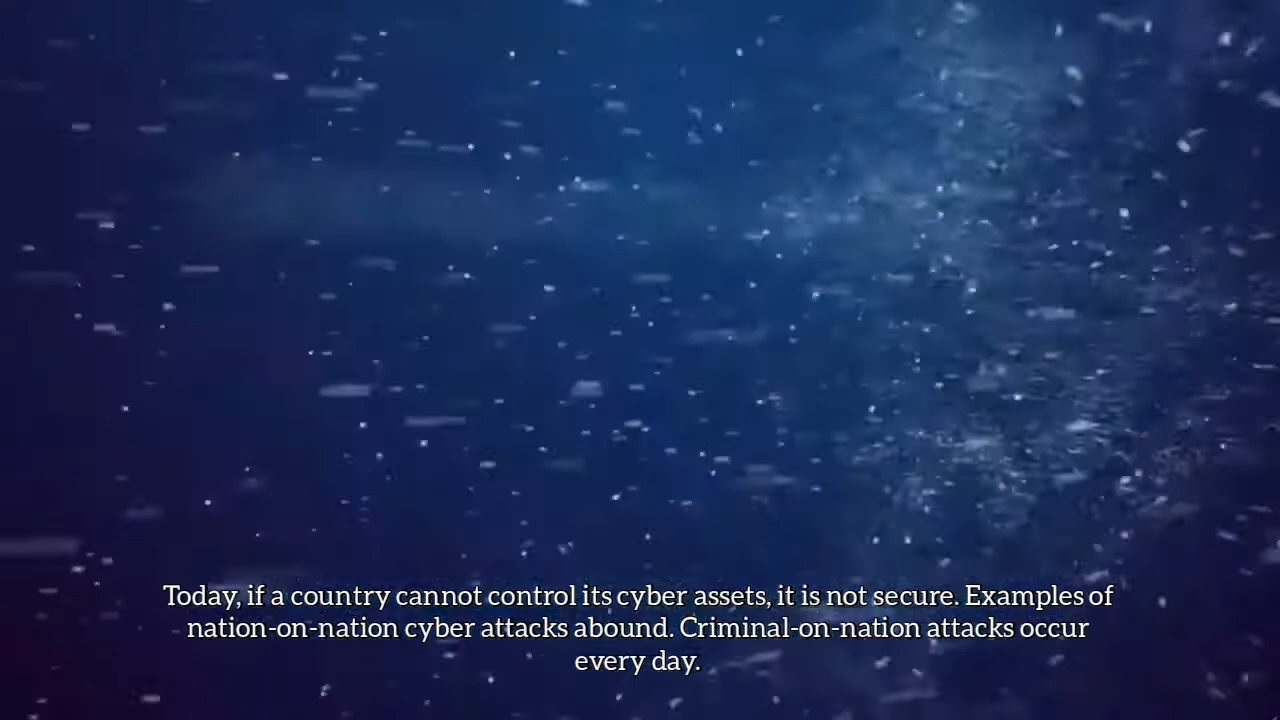 Today, if a country cannot control its cyber assets, it is not secure. Examples of
nation-on-nation cyber attacks abound. Criminal-on-nation attacks occur
every day.